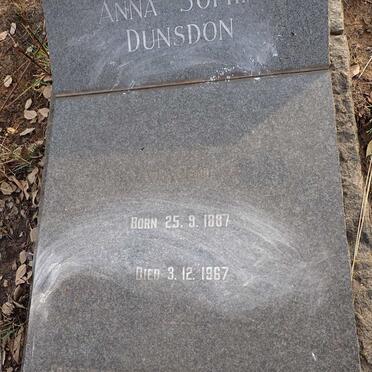 ANNA
DUNSDON
BORN 25. 9. 1887
DIED 3. 12. 1967